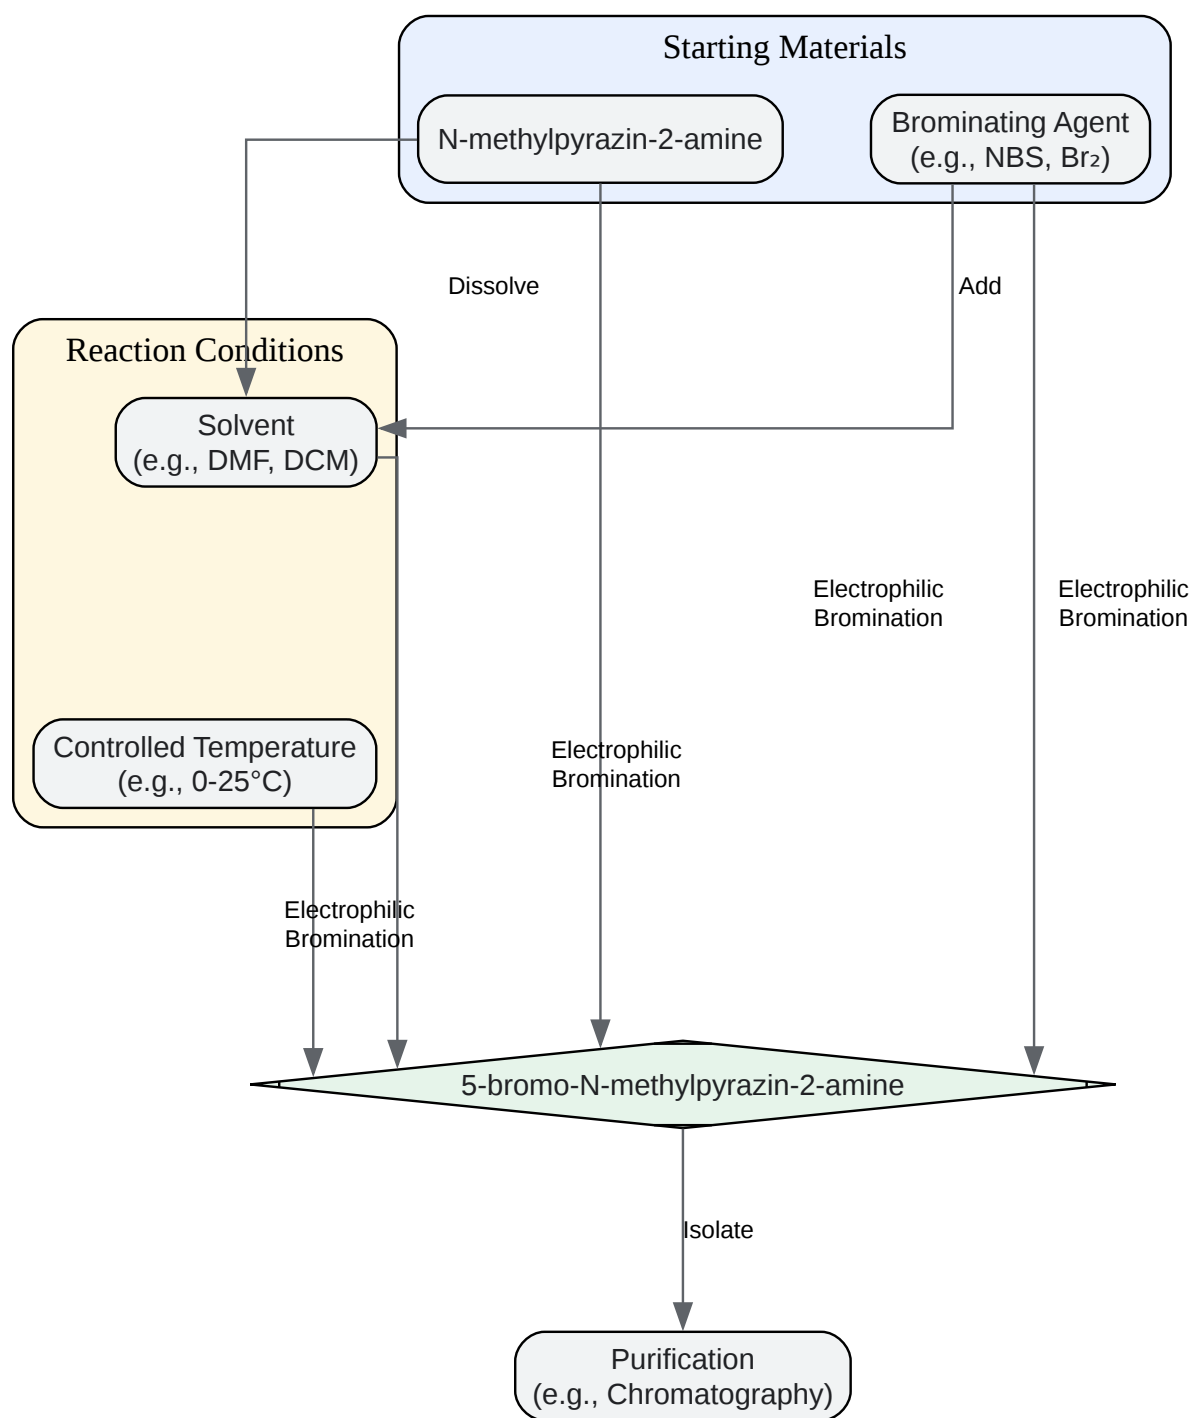 Starting Materials
N-methylpyrazin-2-amine
Brominating Agent
(e.g., NBS, Br₂)
Dissolve
Add
Reaction Conditions
Solvent
(e.g., DMF, DCM)
Electrophilic
Bromination
Electrophilic
Bromination
Controlled Temperature
(e.g., 0-25°C)
Electrophilic
Bromination
Electrophilic
Bromination
5-bromo-N-methylpyrazin-2-amine
Isolate
Purification
(e.g., Chromatography)